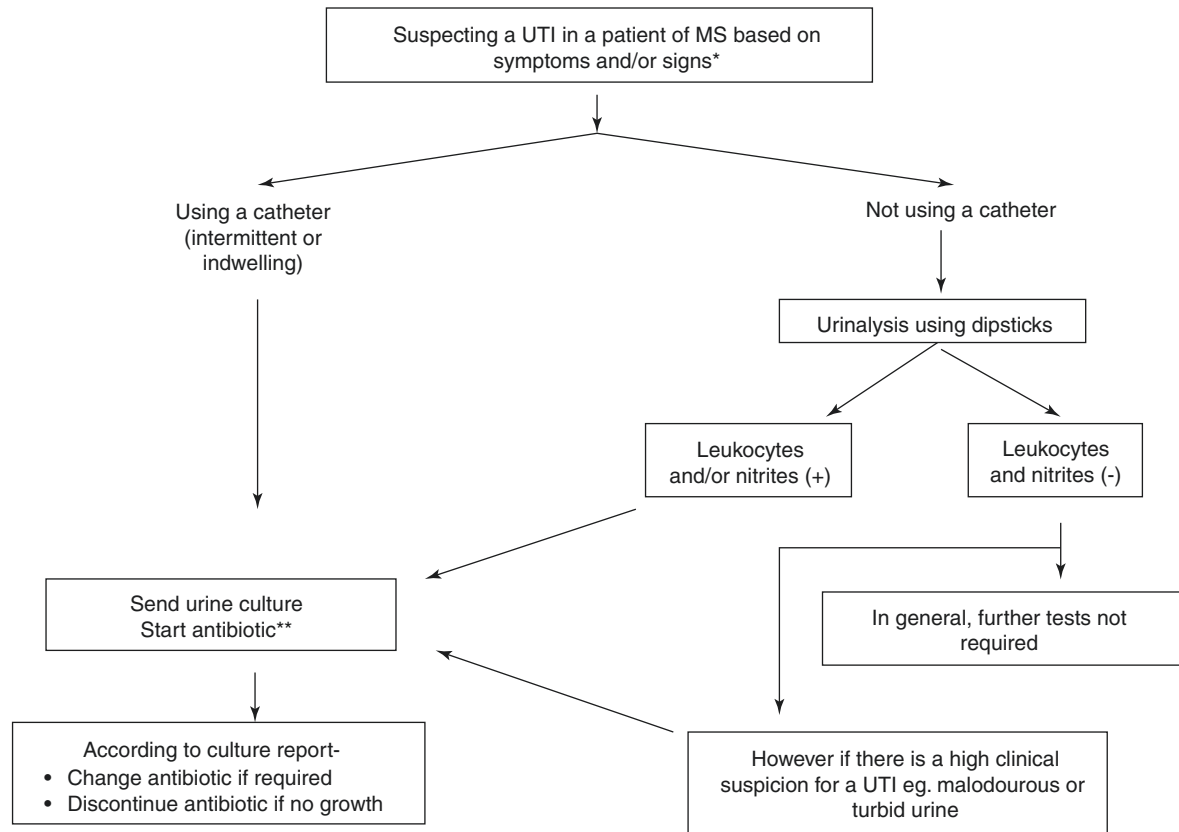 Suspecting a UTI in a patient of MS based on
symptoms and/or signs*
Using a catheter
(intermittent or
indwelling)
Not using a catheter
Urinalysis using dipsticks
Leukocytes
and/or nitrites (+)
Leukocytes
and nitrites (-)
Send urine culture
Start antibiotic**
In general, further tests not
required
According to culture report-
• Change antibiotic if required
• Discontinue antibiotic if no growth
However if there is a high clinical
suspicion for a UTI eg. malodourous or
turbid urine